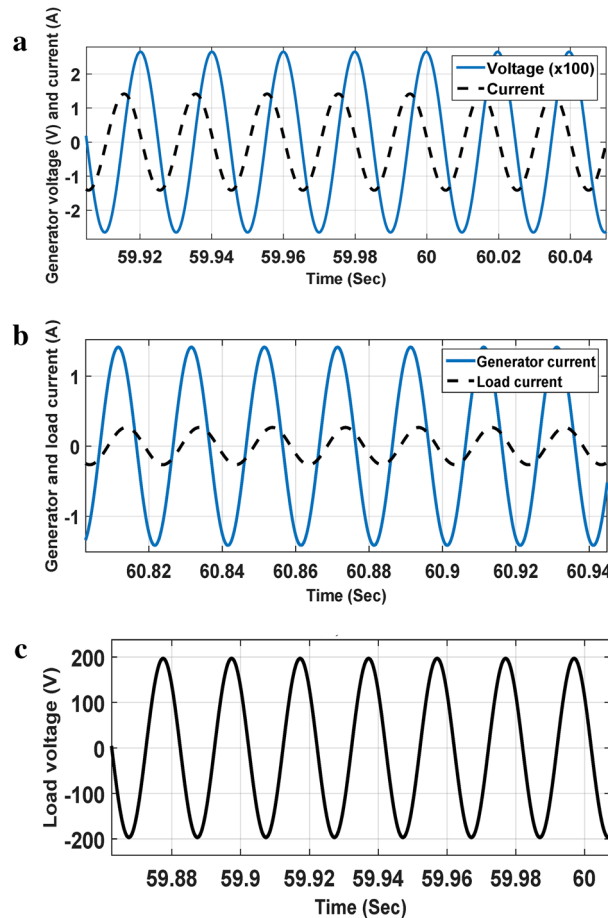 a
Generator voltage (V) and current (A)
2
1
0
-1
-2
Voltage (x100)
Current
59.92 59.94 59.96 59.98 60 60.02 60.04
Time (Sec)
b
Generator and load current (A)
1
0
-1
Generator current
Load current
60.82 60.84 60.86 60.88 60.9 60.92 60.94
Time (Sec)
c
Load voltage (V)
200
100
0
-100
-200
59.88 59.9 59.92 59.94 59.96 59.98 60
Time (Sec)